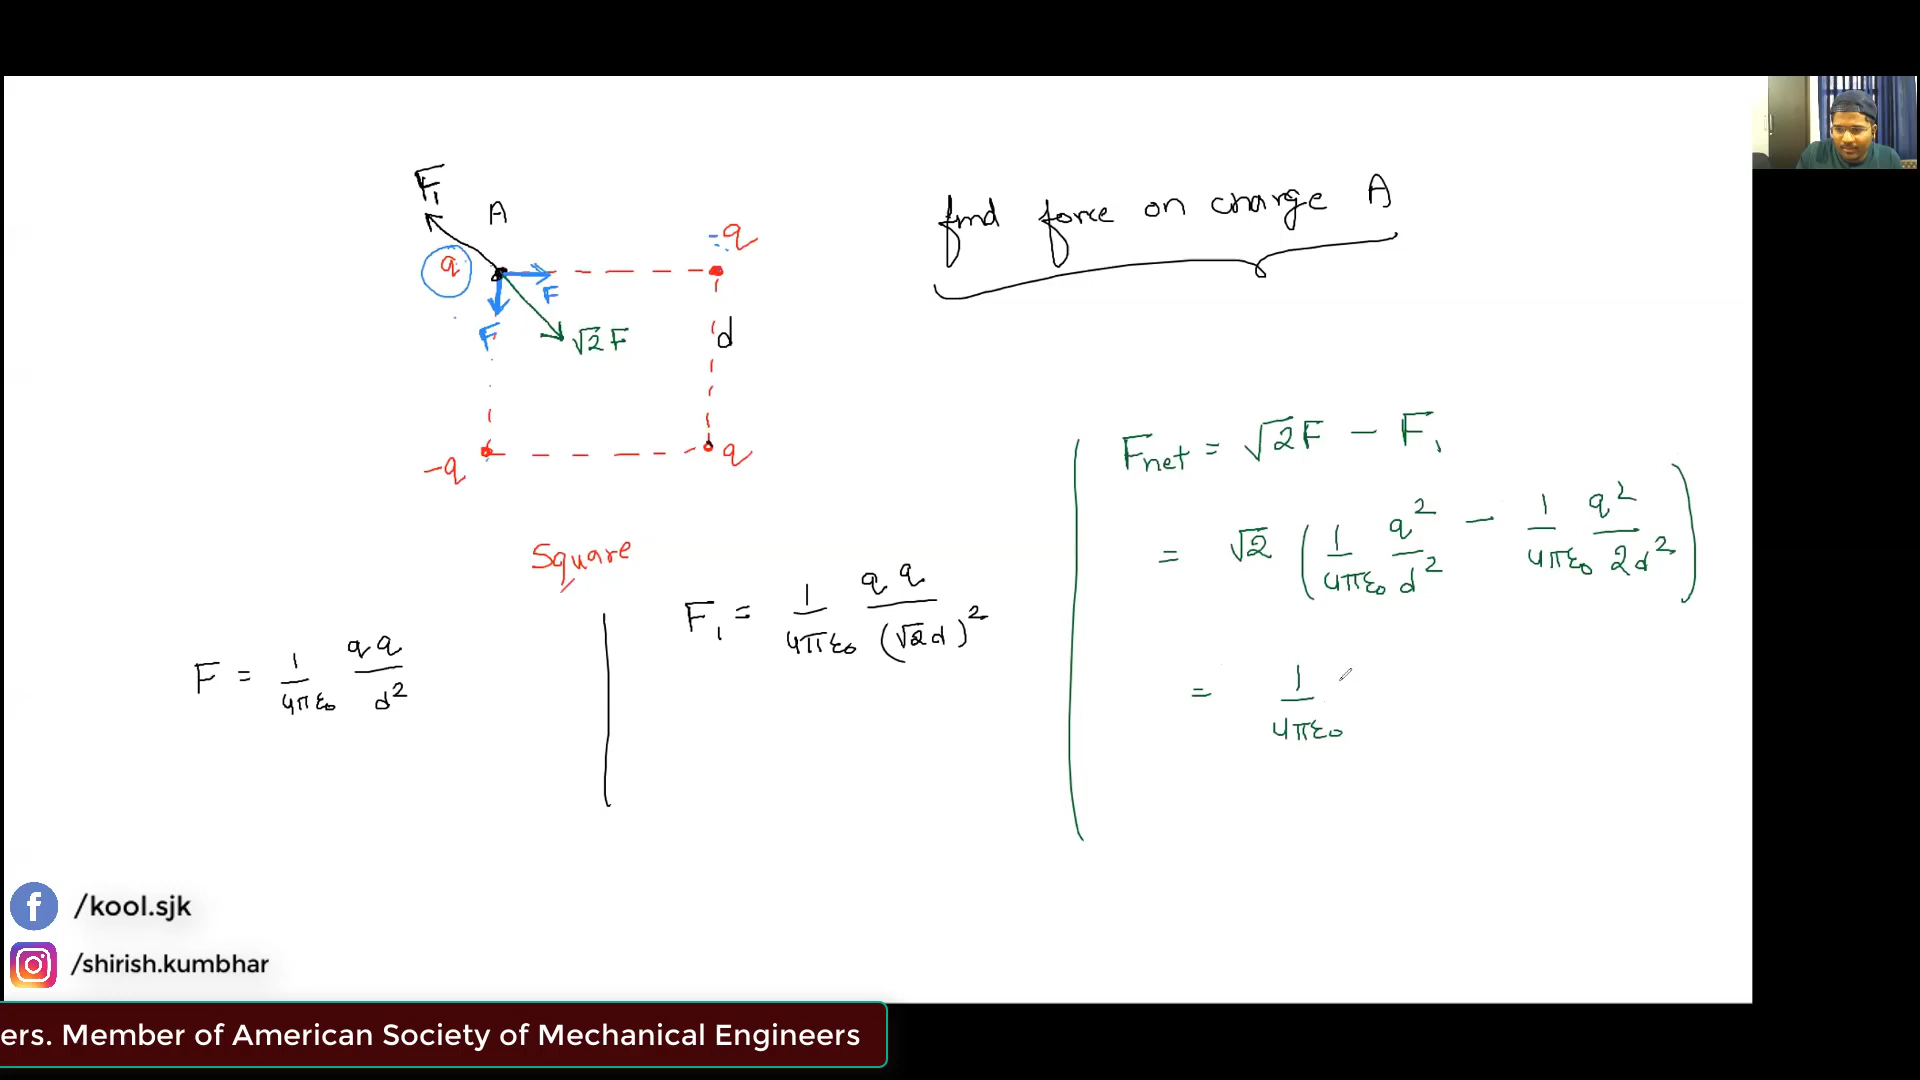 F₁
A
find force on charge A
q
-q
F
F
√2 F
d
-q
q
Fnet = √2F - F₁
= √2 ( 1/4πε₀ q²/d² - 1/4πε₀ q²/2d² )
Square
F₁ = 1/4πε₀ q q/(√2d)²
F = 1/4πε₀ q q/d²
= 1/4πε₀
/kool.sjk
/shirish.kumbhar
ers. Member of American Society of Mechanical Engineers